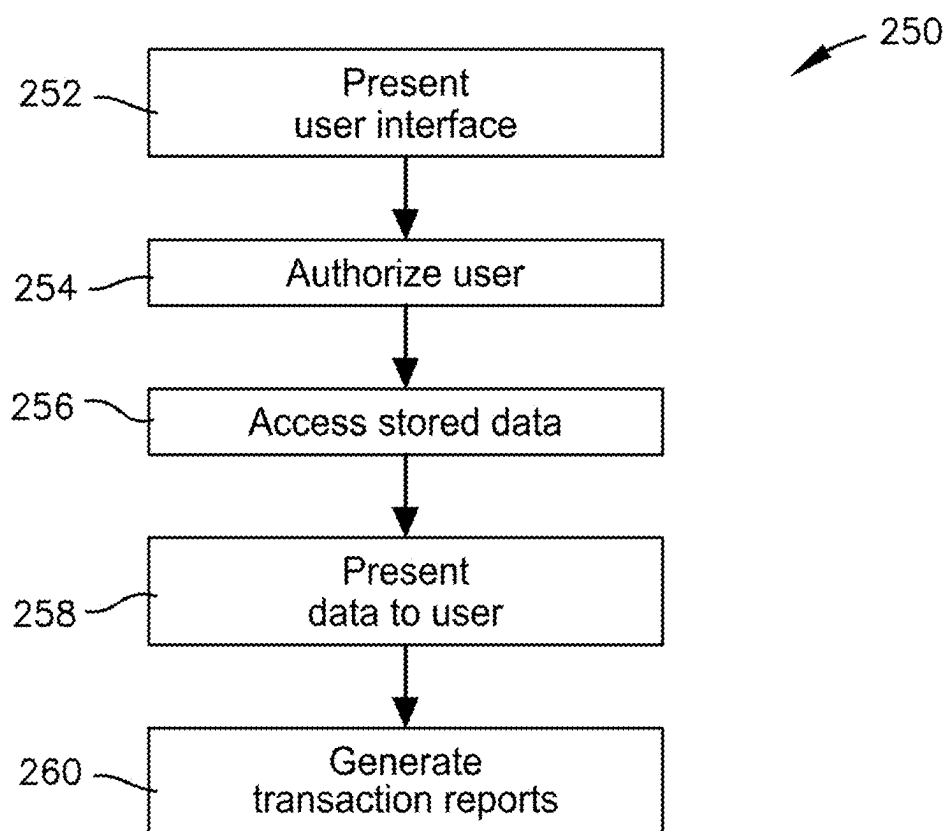 250
252
Present
user interface
254
Authorize user
256
Access stored data
258
Present
data to user
260
Generate
transaction reports